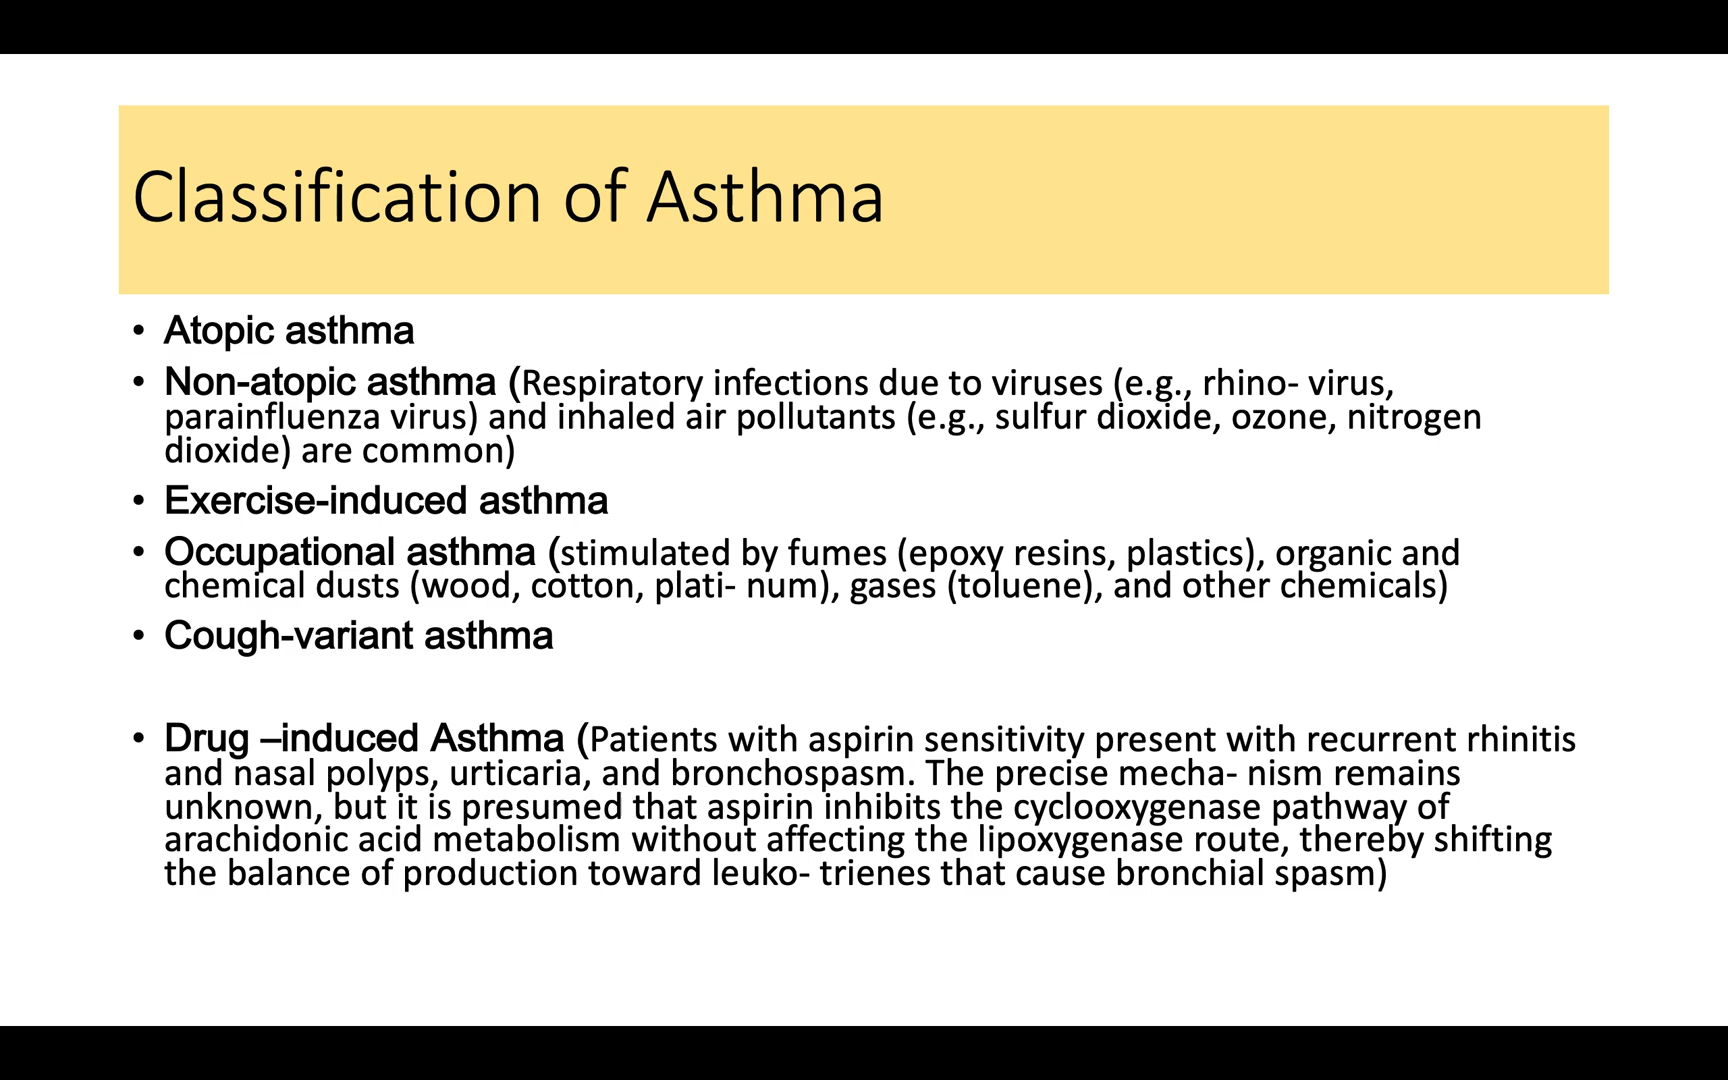 Classification of Asthma
• Atopic asthma
• Non-atopic asthma (Respiratory infections due to viruses (e.g., rhino- virus,
parainfluenza virus) and inhaled air pollutants (e.g., sulfur dioxide, ozone, nitrogen
dioxide) are common)
• Exercise-induced asthma
• Occupational asthma (stimulated by fumes (epoxy resins, plastics), organic and
chemical dusts (wood, cotton, plati- num), gases (toluene), and other chemicals)
• Cough-variant asthma
• Drug –induced Asthma (Patients with aspirin sensitivity present with recurrent rhinitis
and nasal polyps, urticaria, and bronchospasm. The precise mecha- nism remains
unknown, but it is presumed that aspirin inhibits the cyclooxygenase pathway of
arachidonic acid metabolism without affecting the lipoxygenase route, thereby shifting
the balance of production toward leuko- trienes that cause bronchial spasm)